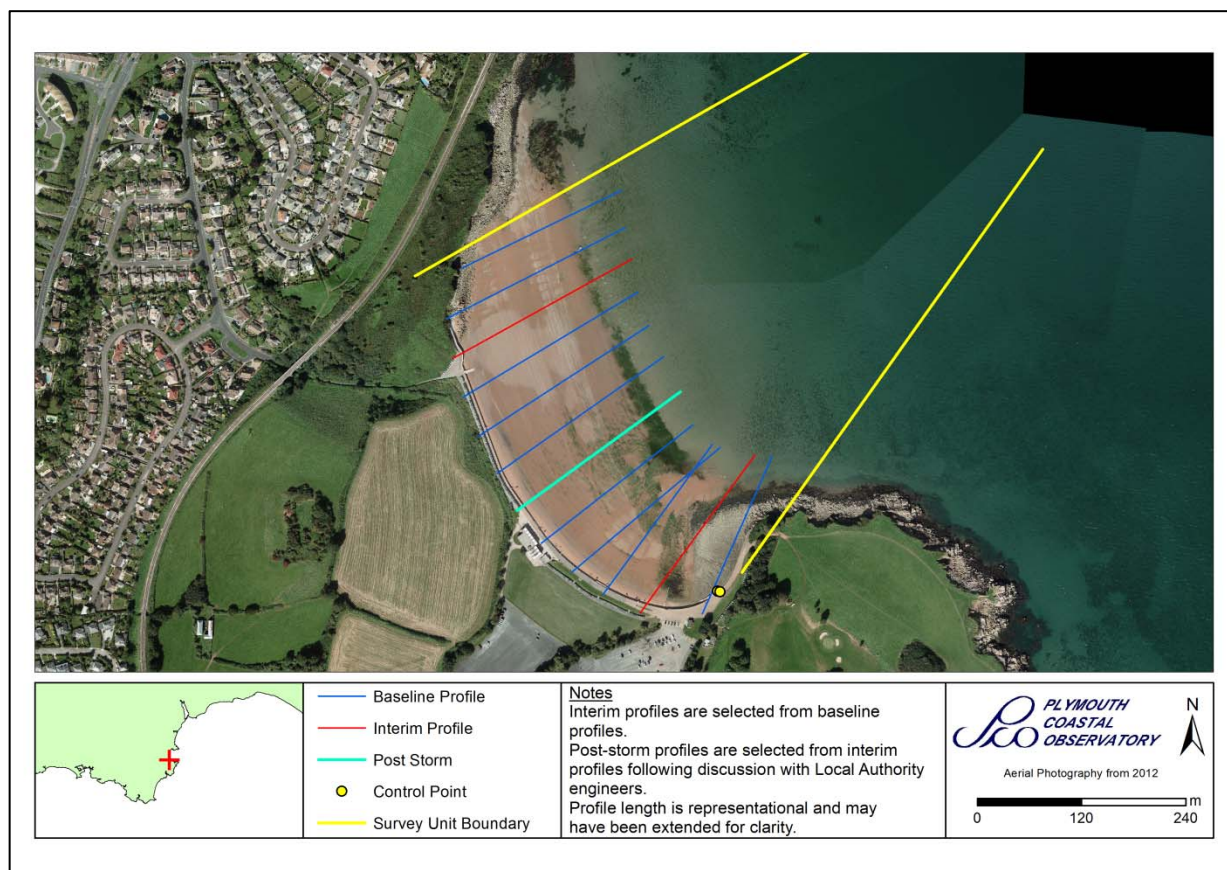 Baseline Profile
Interim Profile
Post Storm
Control Point
Survey Unit Boundary
Notes
Interim profiles are selected from baseline
profiles.
Post-storm profiles are selected from interim
profiles following discussion with Local Authority
engineers.
Profile length is representational and may
have been extended for clarity.
PLYMOUTH
COASTAL
OBSERVATORY
N
Aerial Photography from 2012
m
0 120 240